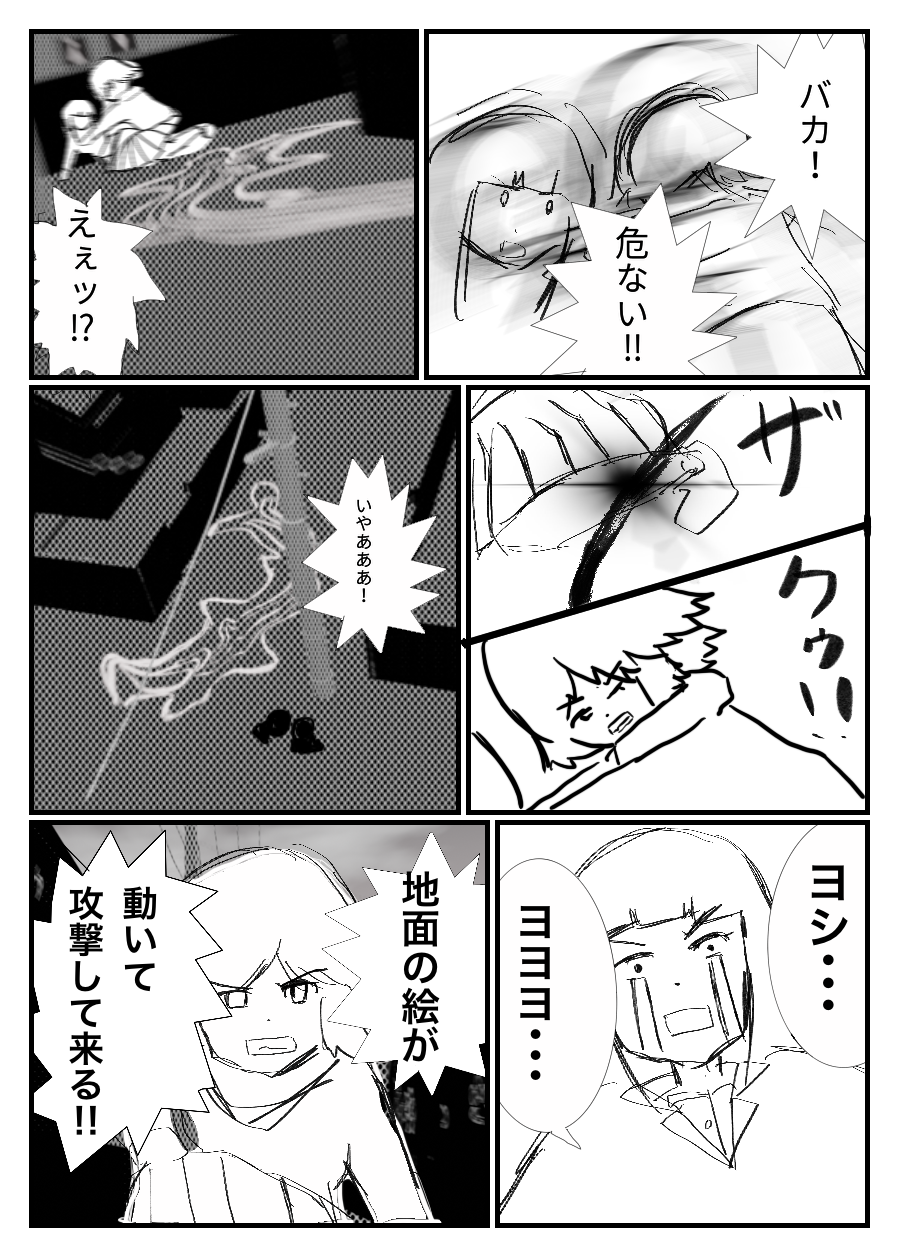 バカ！
危ない!!
えぇッ!?
ザ
クゥ!!
いやあああ！
ヨシ・・・
ヨヨヨ・・・
地面の絵が
動いて
攻撃して来る!!